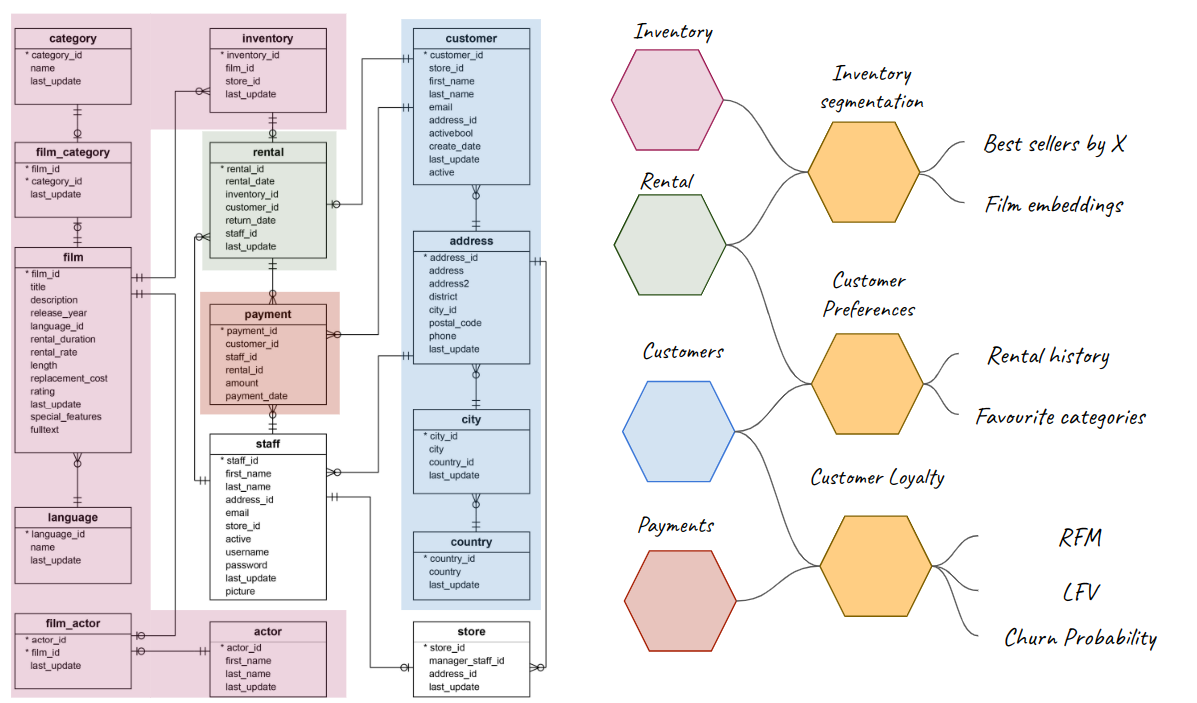 category
* category_id
name
last_update
film_category
* film_id
* category_id
last_update
film
* film_id
title
description
release_year
language_id
rental_duration
rental_rate
length
replacement_cost
rating
last_update
special_features
fulltext
language
* language_id
name
last_update
film_actor
* actor_id
* film_id
last_update
inventory
* inventory_id
film_id
store_id
last_update
rental
* rental_id
rental_date
inventory_id
customer_id
return_date
staff_id
last_update
payment
* payment_id
customer_id
staff_id
rental_id
amount
payment_date
staff
* staff_id
first_name
last_name
address_id
email
store_id
active
username
password
last_update
picture
actor
* actor_id
first_name
last_name
last_update
customer
* customer_id
store_id
first_name
last_name
email
address_id
activebool
create_date
last_update
active
address
* address_id
address
address2
district
city_id
postal_code
phone
last_update
city
* city_id
city
country_id
last_update
country
* country_id
country
last_update
store
* store_id
manager_staff_id
address_id
last_update
Inventory
Rental
Customers
Payments
Inventory
segmentation
Best sellers by X
Film embeddings
Customer
Preferences
Rental history
Favourite categories
Customer Loyalty
RFM
LFV
Churn Probability